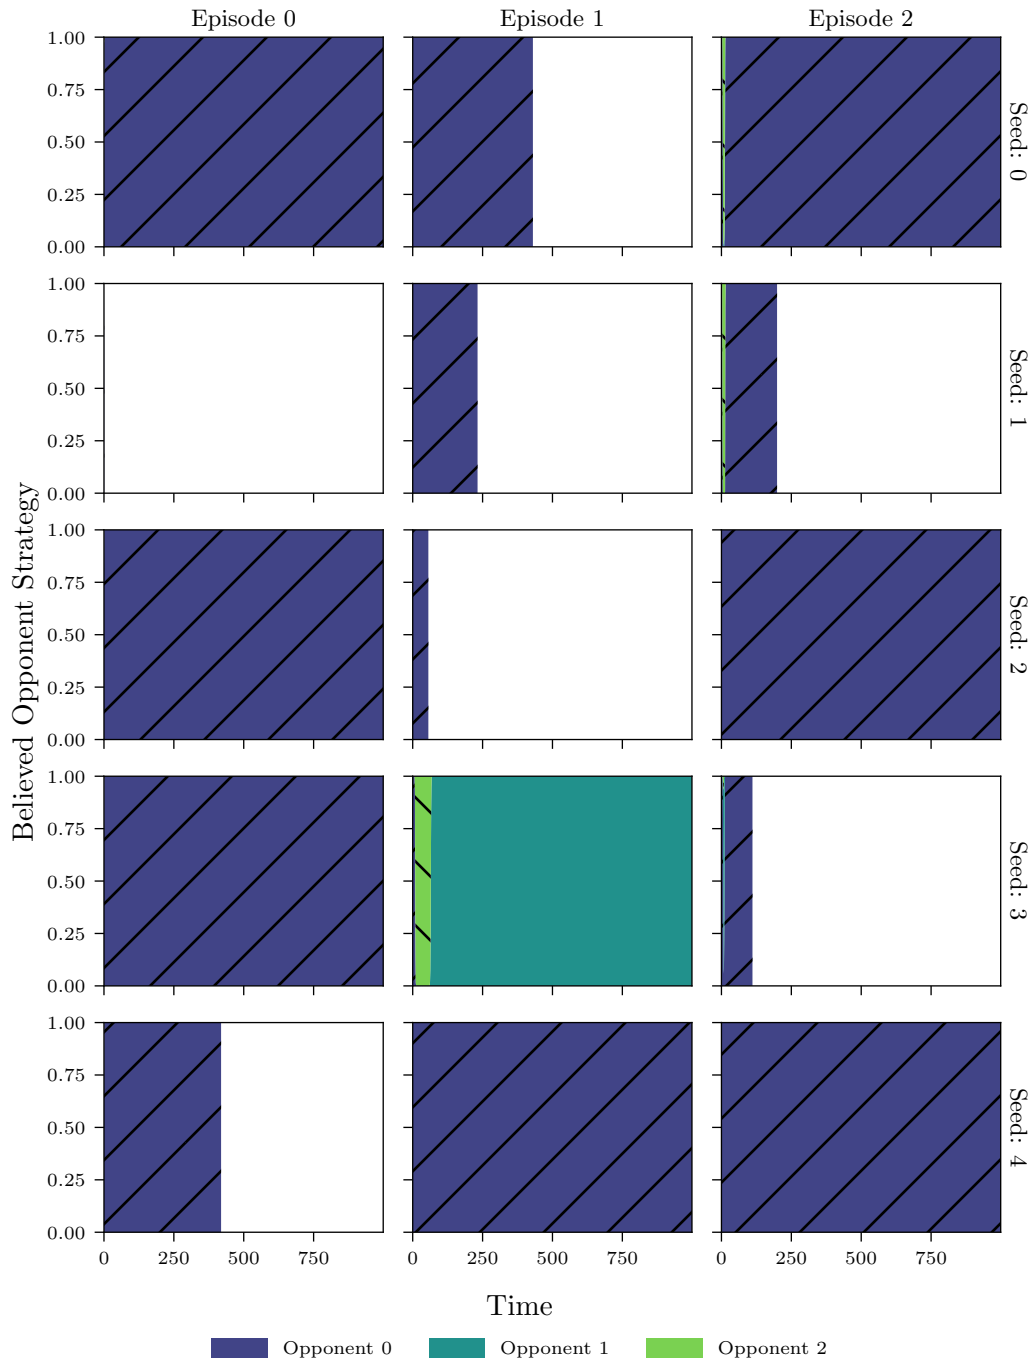 Episode 0 Episode 1 Episode 2
1.00
0.75
0.50
0.25
0.00
Seed: 0
1.00
0.75
0.50
0.25
0.00
Seed: 1
1.00
0.75
0.50
0.25
0.00
Seed: 2
1.00
0.75
0.50
0.25
0.00
Seed: 3
1.00
0.75
0.50
0.25
0.00
Seed: 4
Believed Opponent Strategy
0 250 500 750 0 250 500 750 0 250 500 750
Time
Opponent 0 Opponent 1 Opponent 2